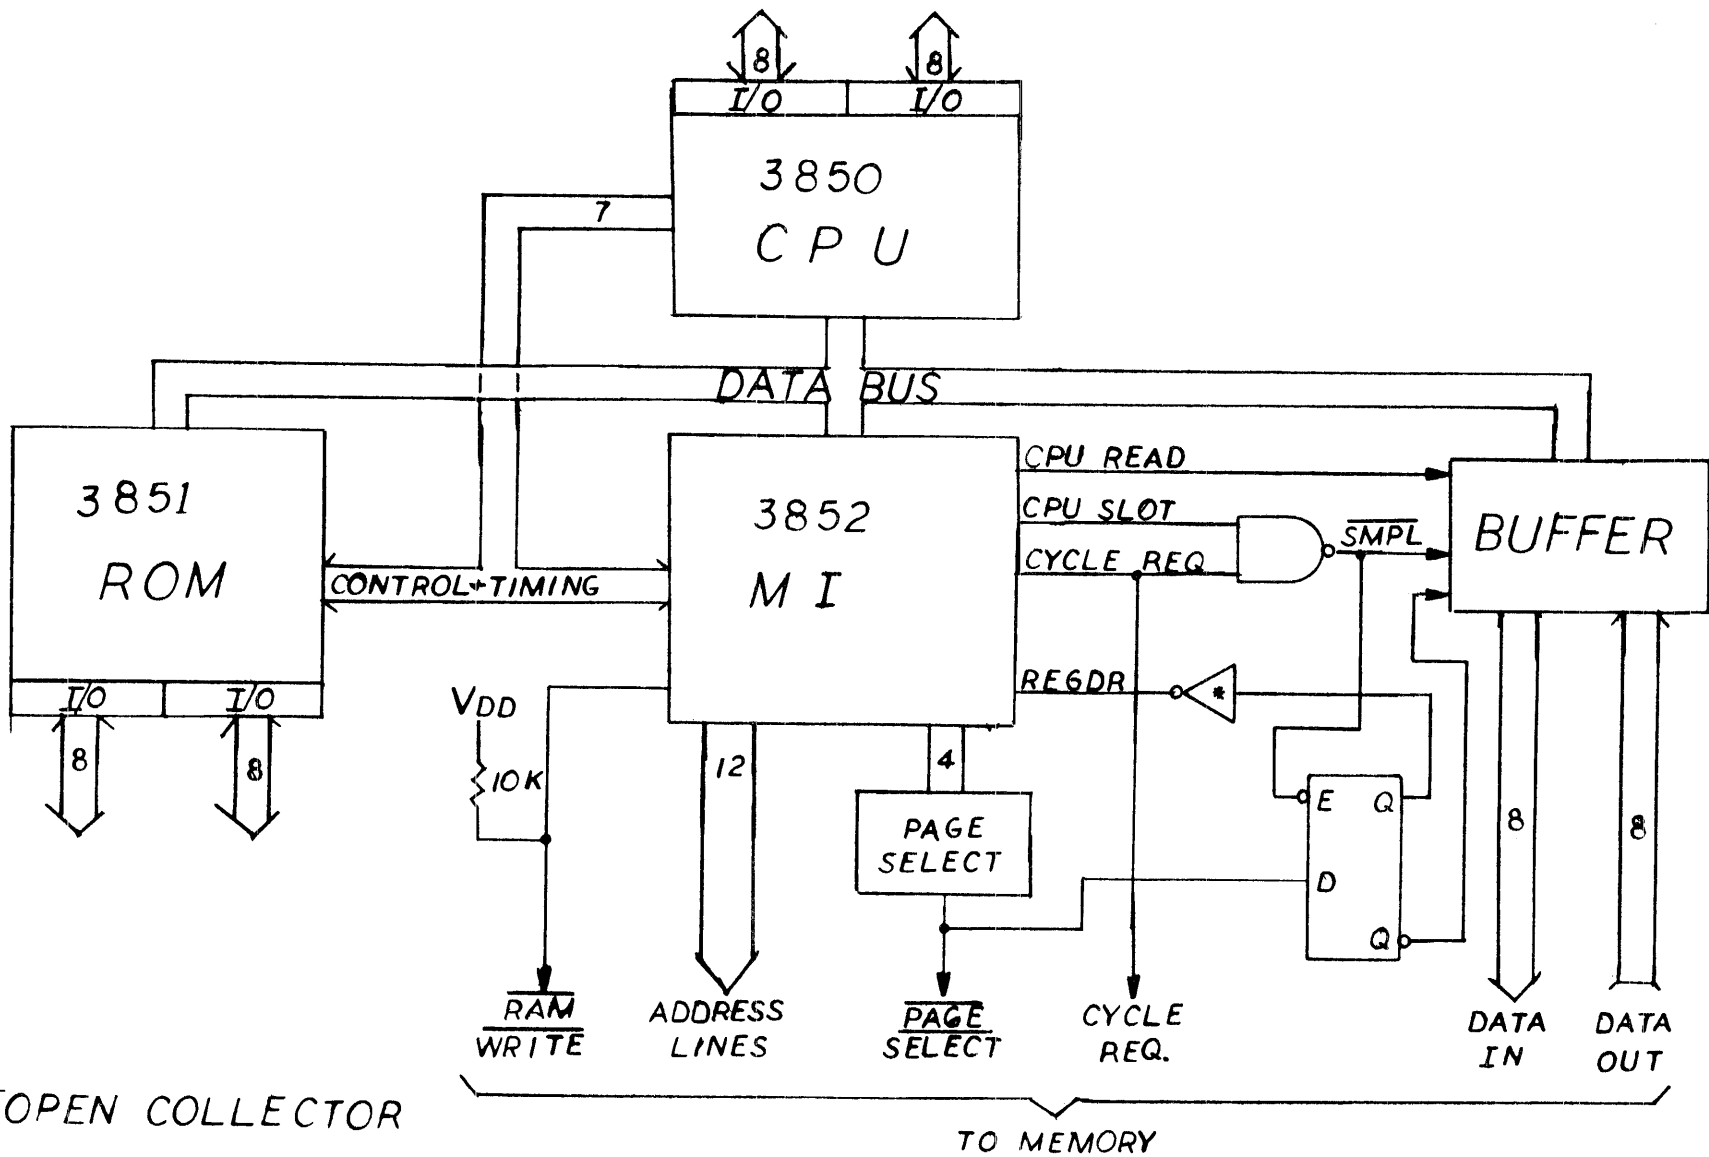 8 8
I/O I/O
3850
CPU
7
DATA BUS
3851
ROM
I/O I/O
8 8
CONTROL + TIMING
3852
MI
CPU READ
CPU SLOT
CYCLE REQ
REGDR
SMPL
BUFFER
*
VDD
10K
12
4
PAGE
SELECT
E Q
D
Q
8 8
RAM
WRITE
ADDRESS
LINES
PAGE
SELECT
CYCLE
REQ.
DATA
IN
DATA
OUT
OPEN COLLECTOR
TO MEMORY